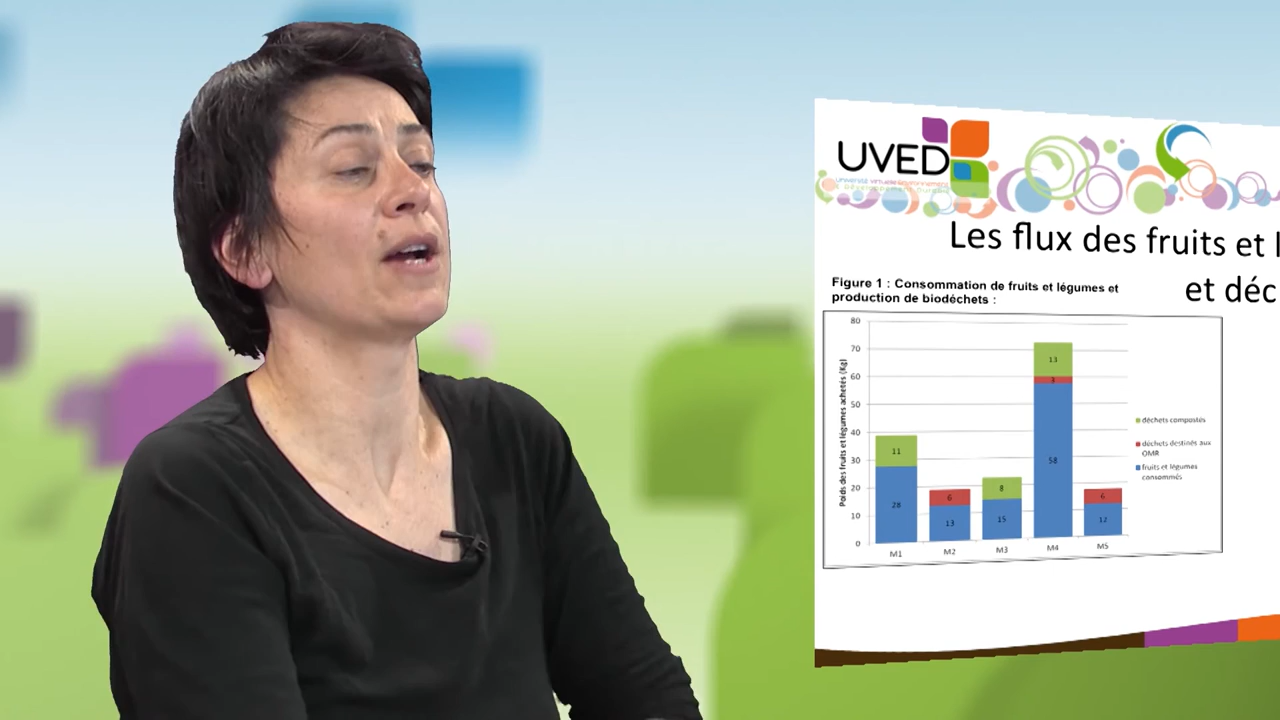 UVED
Les flux des fruits et l
et déc
Figure 1 : Consommation de fruits et légumes et
production de biodéchets :
Poids des fruits et légumes achetés (Kg)
80
70
60
50
40
30
20
10
0
11
28
6
13
8
15
13
3
58
6
12
M1 M2 M3 M4 M5
déchets compostés
déchets destinés aux
OMR
fruits et légumes
consommés